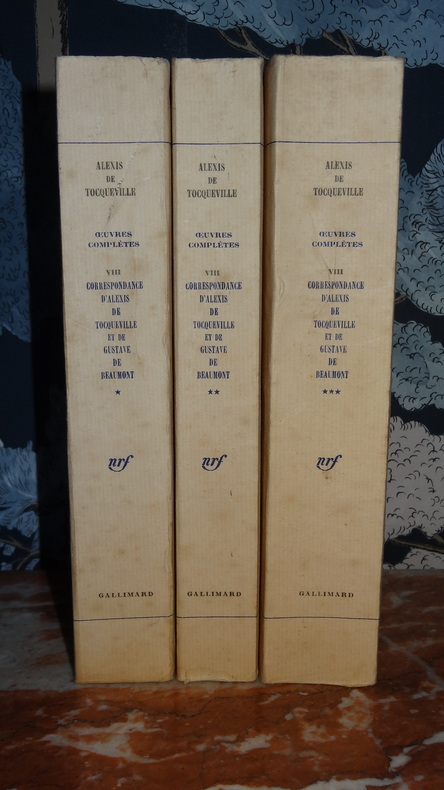 ALEXIS
DE
TOCQUEVILLE
ŒUVRES
COMPLÈTES
VIII
CORRESPONDANCE
D'ALEXIS
DE
TOCQUEVILLE
ET DE
GUSTAVE
DE
BEAUMONT
★
nrf
GALLIMARD
ALEXIS
DE
TOCQUEVILLE
ŒUVRES
COMPLÈTES
VIII
CORRESPONDANCE
D'ALEXIS
DE
TOCQUEVILLE
ET DE
GUSTAVE
DE
BEAUMONT
★★
nrf
GALLIMARD
ALEXIS
DE
TOCQUEVILLE
ŒUVRES
COMPLÈTES
VIII
CORRESPONDANCE
D'ALEXIS
DE
TOCQUEVILLE
ET DE
GUSTAVE
DE
BEAUMONT
★★★
nrf
GALLIMARD